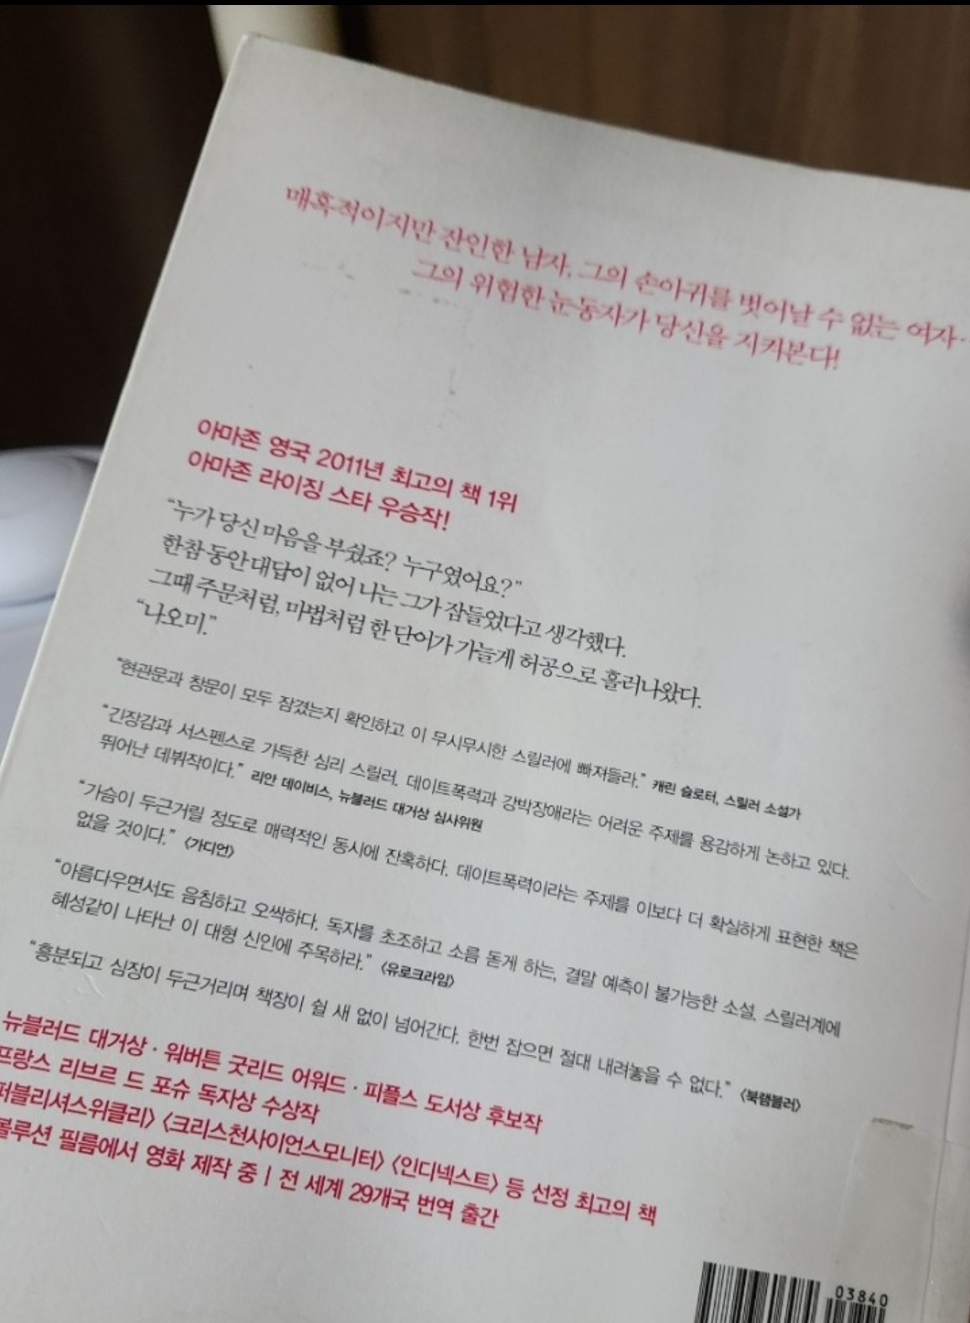 매혹적이지만 잔인한 남자, 그의 손아귀를 벗어날 수 없는 여자··
그의 위험한 눈동자가 당신을 지켜본다!
아마존 영국 2011년 최고의 책 1위
아마존 라이징 스타 우승작!
“누가 당신 마음을 부쉈죠? 누구였어요?”
한참 동안 대답이 없어 나는 그가 잠들었다고 생각했다.
그때 주문처럼, 마법처럼 한 단어가 가늘게 허공으로 흘러나왔다.
“나오미.”
“현관문과 창문이 모두 잠겼는지 확인하고 이 무시무시한 스릴러에 빠져들라.” 캐린 슬로터, 스릴러 소설가
“긴장감과 서스펜스로 가득한 심리 스릴러. 데이트폭력과 강박장애라는 어려운 주제를 용감하게 논하고 있다.
뛰어난 데뷔작이다.” 리안 데이비스, 뉴블러드 대거상 심사위원
“가슴이 두근거릴 정도로 매력적인 동시에 잔혹하다. 데이트폭력이라는 주제를 이보다 더 확실하게 표현한 책은
없을 것이다.” 〈가디언〉
“아름다우면서도 음침하고 오싹하다. 독자를 초조하고 소름 돋게 하는, 결말 예측이 불가능한 소설. 스릴러계에
혜성같이 나타난 이 대형 신인에 주목하라.” 〈유로크라임〉
“흥분되고 심장이 두근거리며 책장이 쉴 새 없이 넘어간다. 한번 잡으면 절대 내려놓을 수 없다.” 〈북램블러〉
뉴블러드 대거상 · 워버튼 굿리드 어워드 · 피플스 도서상 후보작
프랑스 리브르 드 포슈 독자상 수상작
퍼블리셔스위클리〉 〈크리스천사이언스모니터〉 〈인디넥스트〉 등 선정 최고의 책
볼루션 필름에서 영화 제작 중 | 전 세계 29개국 번역 출간
03840